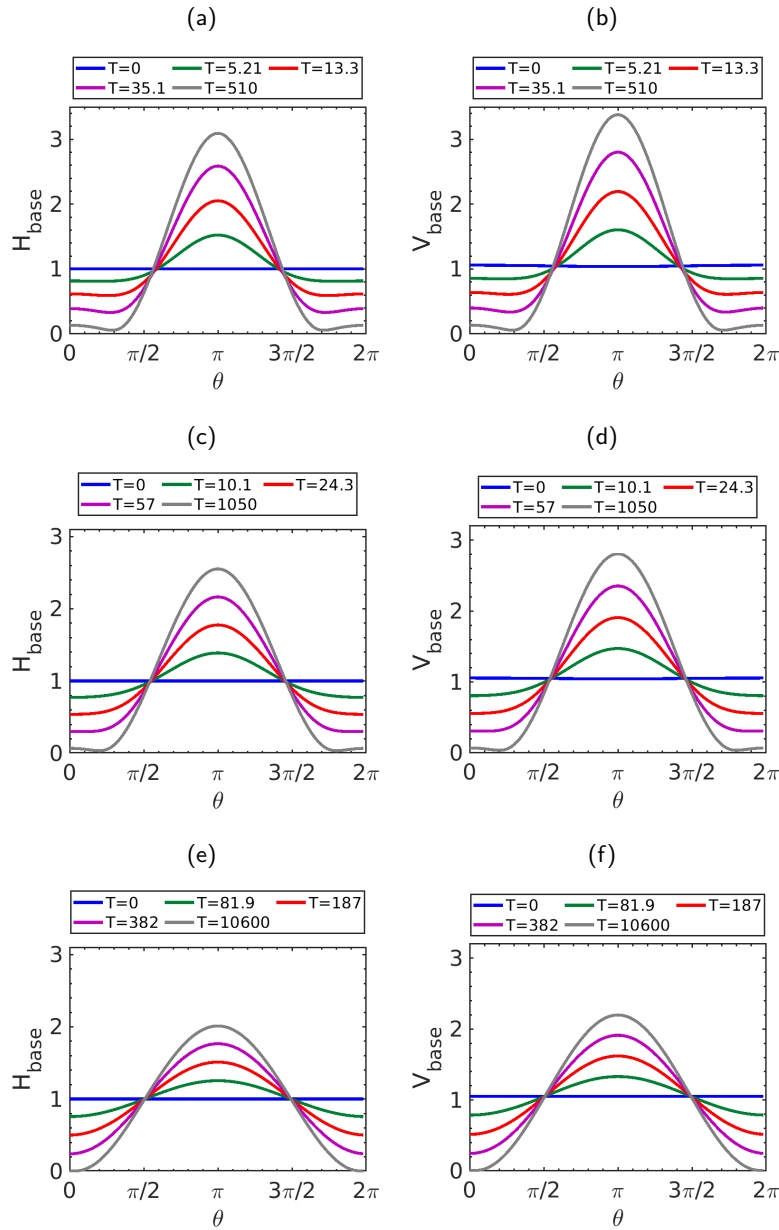 (a)
T=0 T=5.21 T=13.3
T=35.1 T=510
3
2
1
0
H_base
0 π/2 π 3π/2 2π
θ
(b)
T=0 T=5.21 T=13.3
T=35.1 T=510
3
2
1
0
V_base
0 π/2 π 3π/2 2π
θ
(c)
T=0 T=10.1 T=24.3
T=57 T=1050
3
2
1
0
H_base
0 π/2 π 3π/2 2π
θ
(d)
T=0 T=10.1 T=24.3
T=57 T=1050
3
2
1
0
V_base
0 π/2 π 3π/2 2π
θ
(e)
T=0 T=81.9 T=187
T=382 T=10600
3
2
1
0
H_base
0 π/2 π 3π/2 2π
θ
(f)
T=0 T=81.9 T=187
T=382 T=10600
3
2
1
0
V_base
0 π/2 π 3π/2 2π
θ